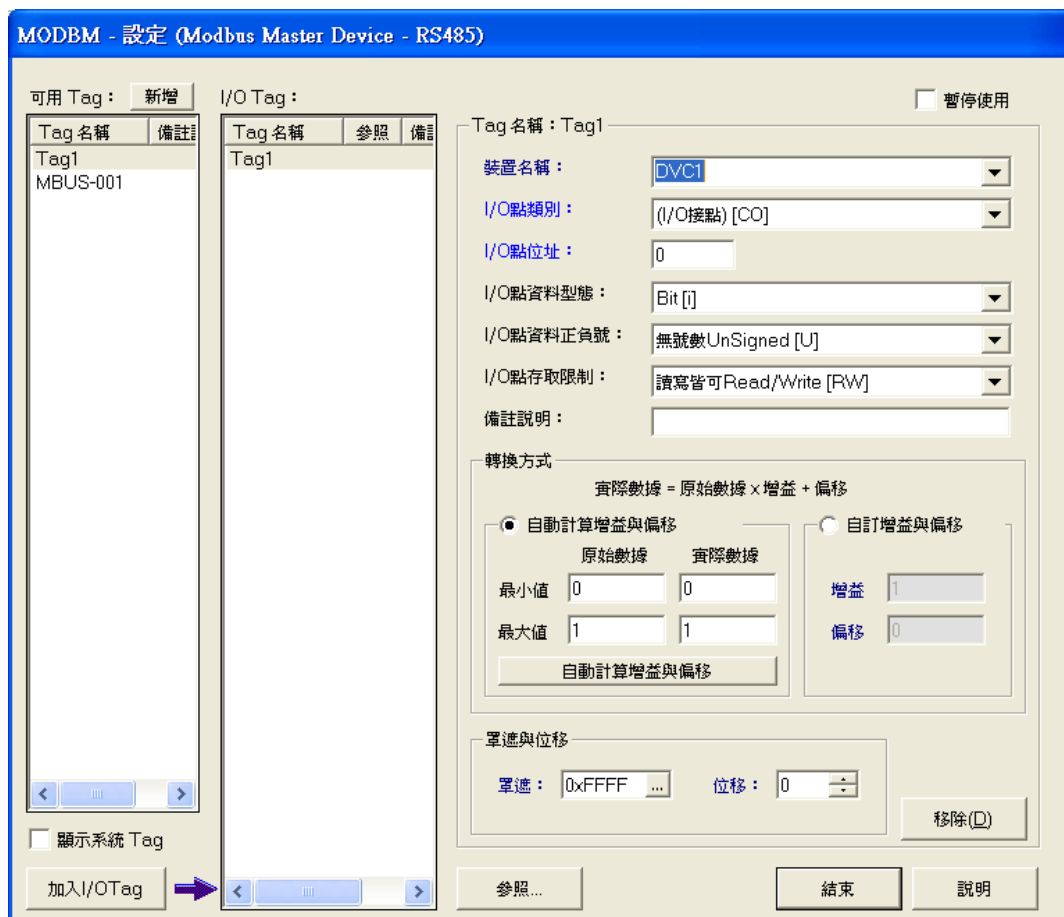 MODBM - 設定 (Modbus Master Device - RS485)
可用 Tag： 新增 I/O Tag：
暫停使用
Tag 名稱 備註 Tag 名稱 參照 備
Tag1 Tag1
MBUS-001
Tag 名稱：Tag1
裝置名稱： DVC1
I/O點類別： (I/O接點) [CO]
I/O點位址： 0
I/O點資料型態： Bit [i]
I/O點資料正負號： 無號數UnSigned [U]
I/O點存取限制： 讀寫皆可Read/Write [RW]
備註說明：
轉換方式
實際數據 = 原始數據 x 增益 + 偏移
自動計算增益與偏移 自訂增益與偏移
原始數據 實際數據
最小值 0 0 增益 1
最大值 1 1 偏移 0
自動計算增益與偏移
罩遮與位移
罩遮： 0xFFFF ... 位移： 0
移除(D)
顯示系統 Tag
加入I/OTag 參照... 結束 說明